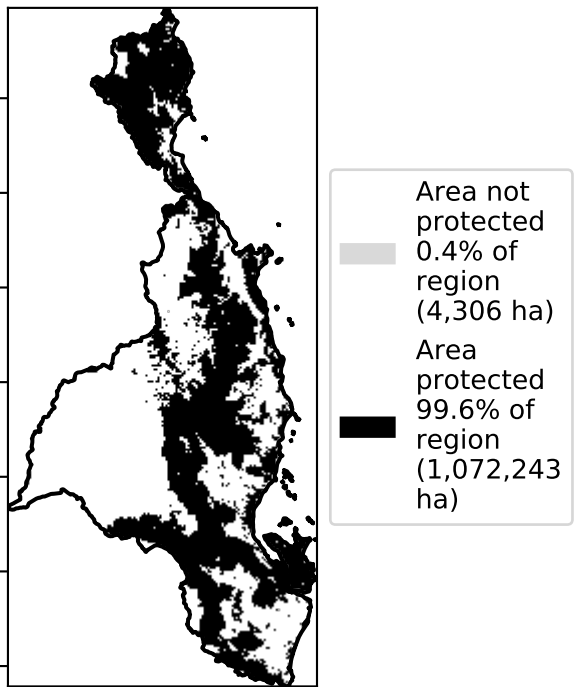 Area not
protected
0.4% of
region
(4,306 ha)
Area
protected
99.6% of
region
(1,072,243
ha)